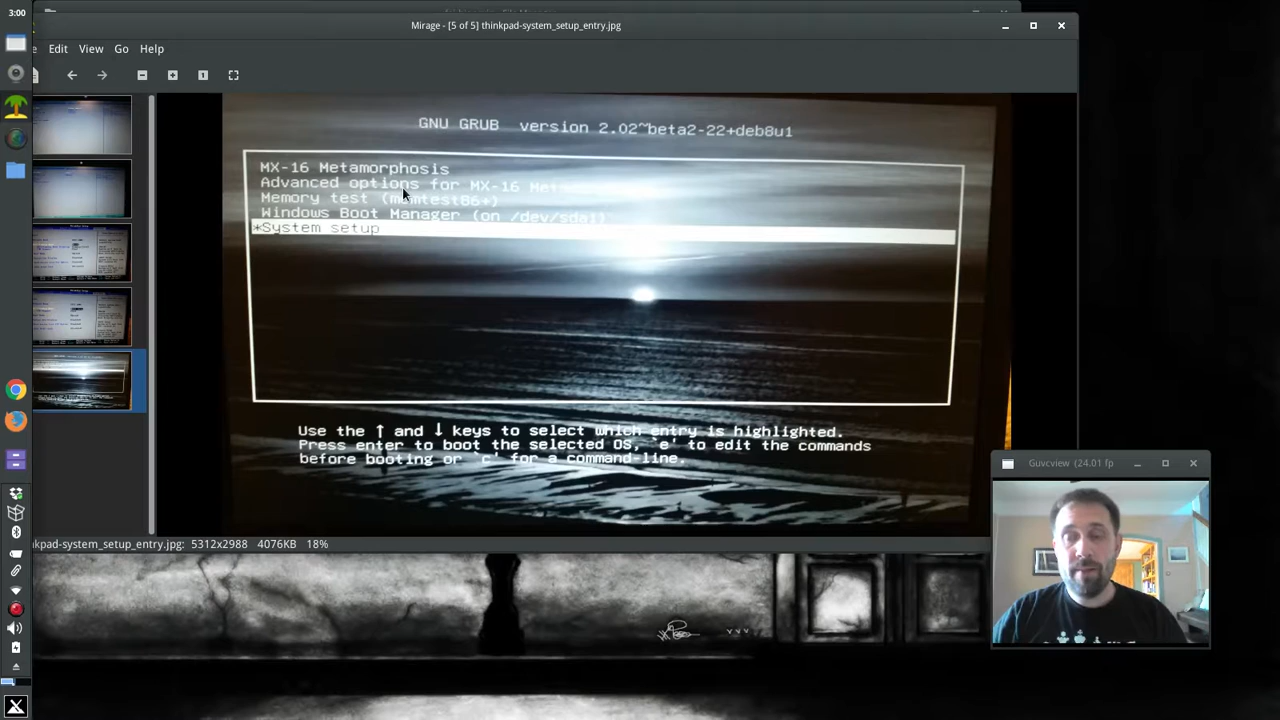 3:00
Mirage - [5 of 5] thinkpad-system_setup_entry.jpg
Edit View Go Help
GNU GRUB version 2.02~beta2-22+deb8u1
MX-16 Metamorphosis
Advanced options for MX-16
Memory test (memtest86+)
Windows Boot Manager (on /dev/sda1)
*System setup
Use the ↑ and ↓ keys to select which entry is highlighted.
Press enter to boot the selected OS, `e' to edit the commands
before booting or `c' for a command-line.
Guvcview (24.01 fp
kpad-system_setup_entry.jpg: 5312x2988 4076KB 18%